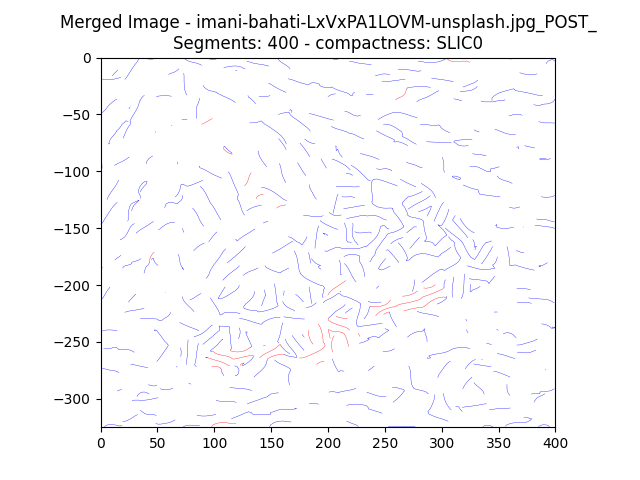 Merged Image - imani-bahati-LxVxPA1LOVM-unsplash.jpg_POST_
Segments: 400 - compactness: SLIC0
0
−50
−100
−150
−200
−250
−300
0 50 100 150 200 250 300 350 400